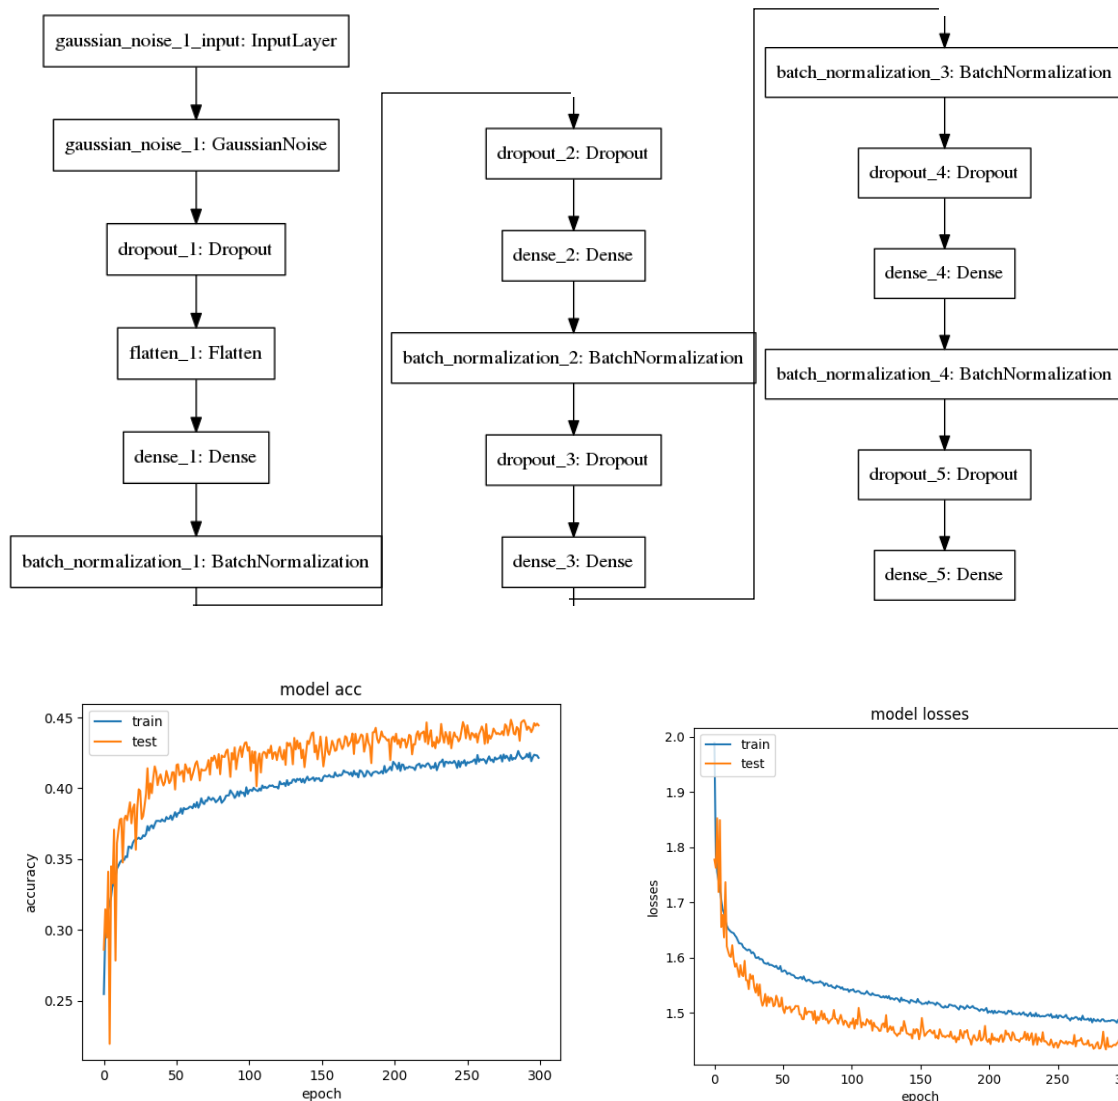 gaussian_noise_1_input: InputLayer
gaussian_noise_1: GaussianNoise
dropout_1: Dropout
flatten_1: Flatten
dense_1: Dense
batch_normalization_1: BatchNormalization
dropout_2: Dropout
dense_2: Dense
batch_normalization_2: BatchNormalization
dropout_3: Dropout
dense_3: Dense
batch_normalization_3: BatchNormalization
dropout_4: Dropout
dense_4: Dense
batch_normalization_4: BatchNormalization
dropout_5: Dropout
dense_5: Dense
model acc
train
test
0.45
0.40
0.35
0.30
0.25
accuracy
0 50 100 150 200 250 300
epoch
model losses
train
test
2.0
1.9
1.8
1.7
1.6
1.5
losses
0 50 100 150 200 250
epoch